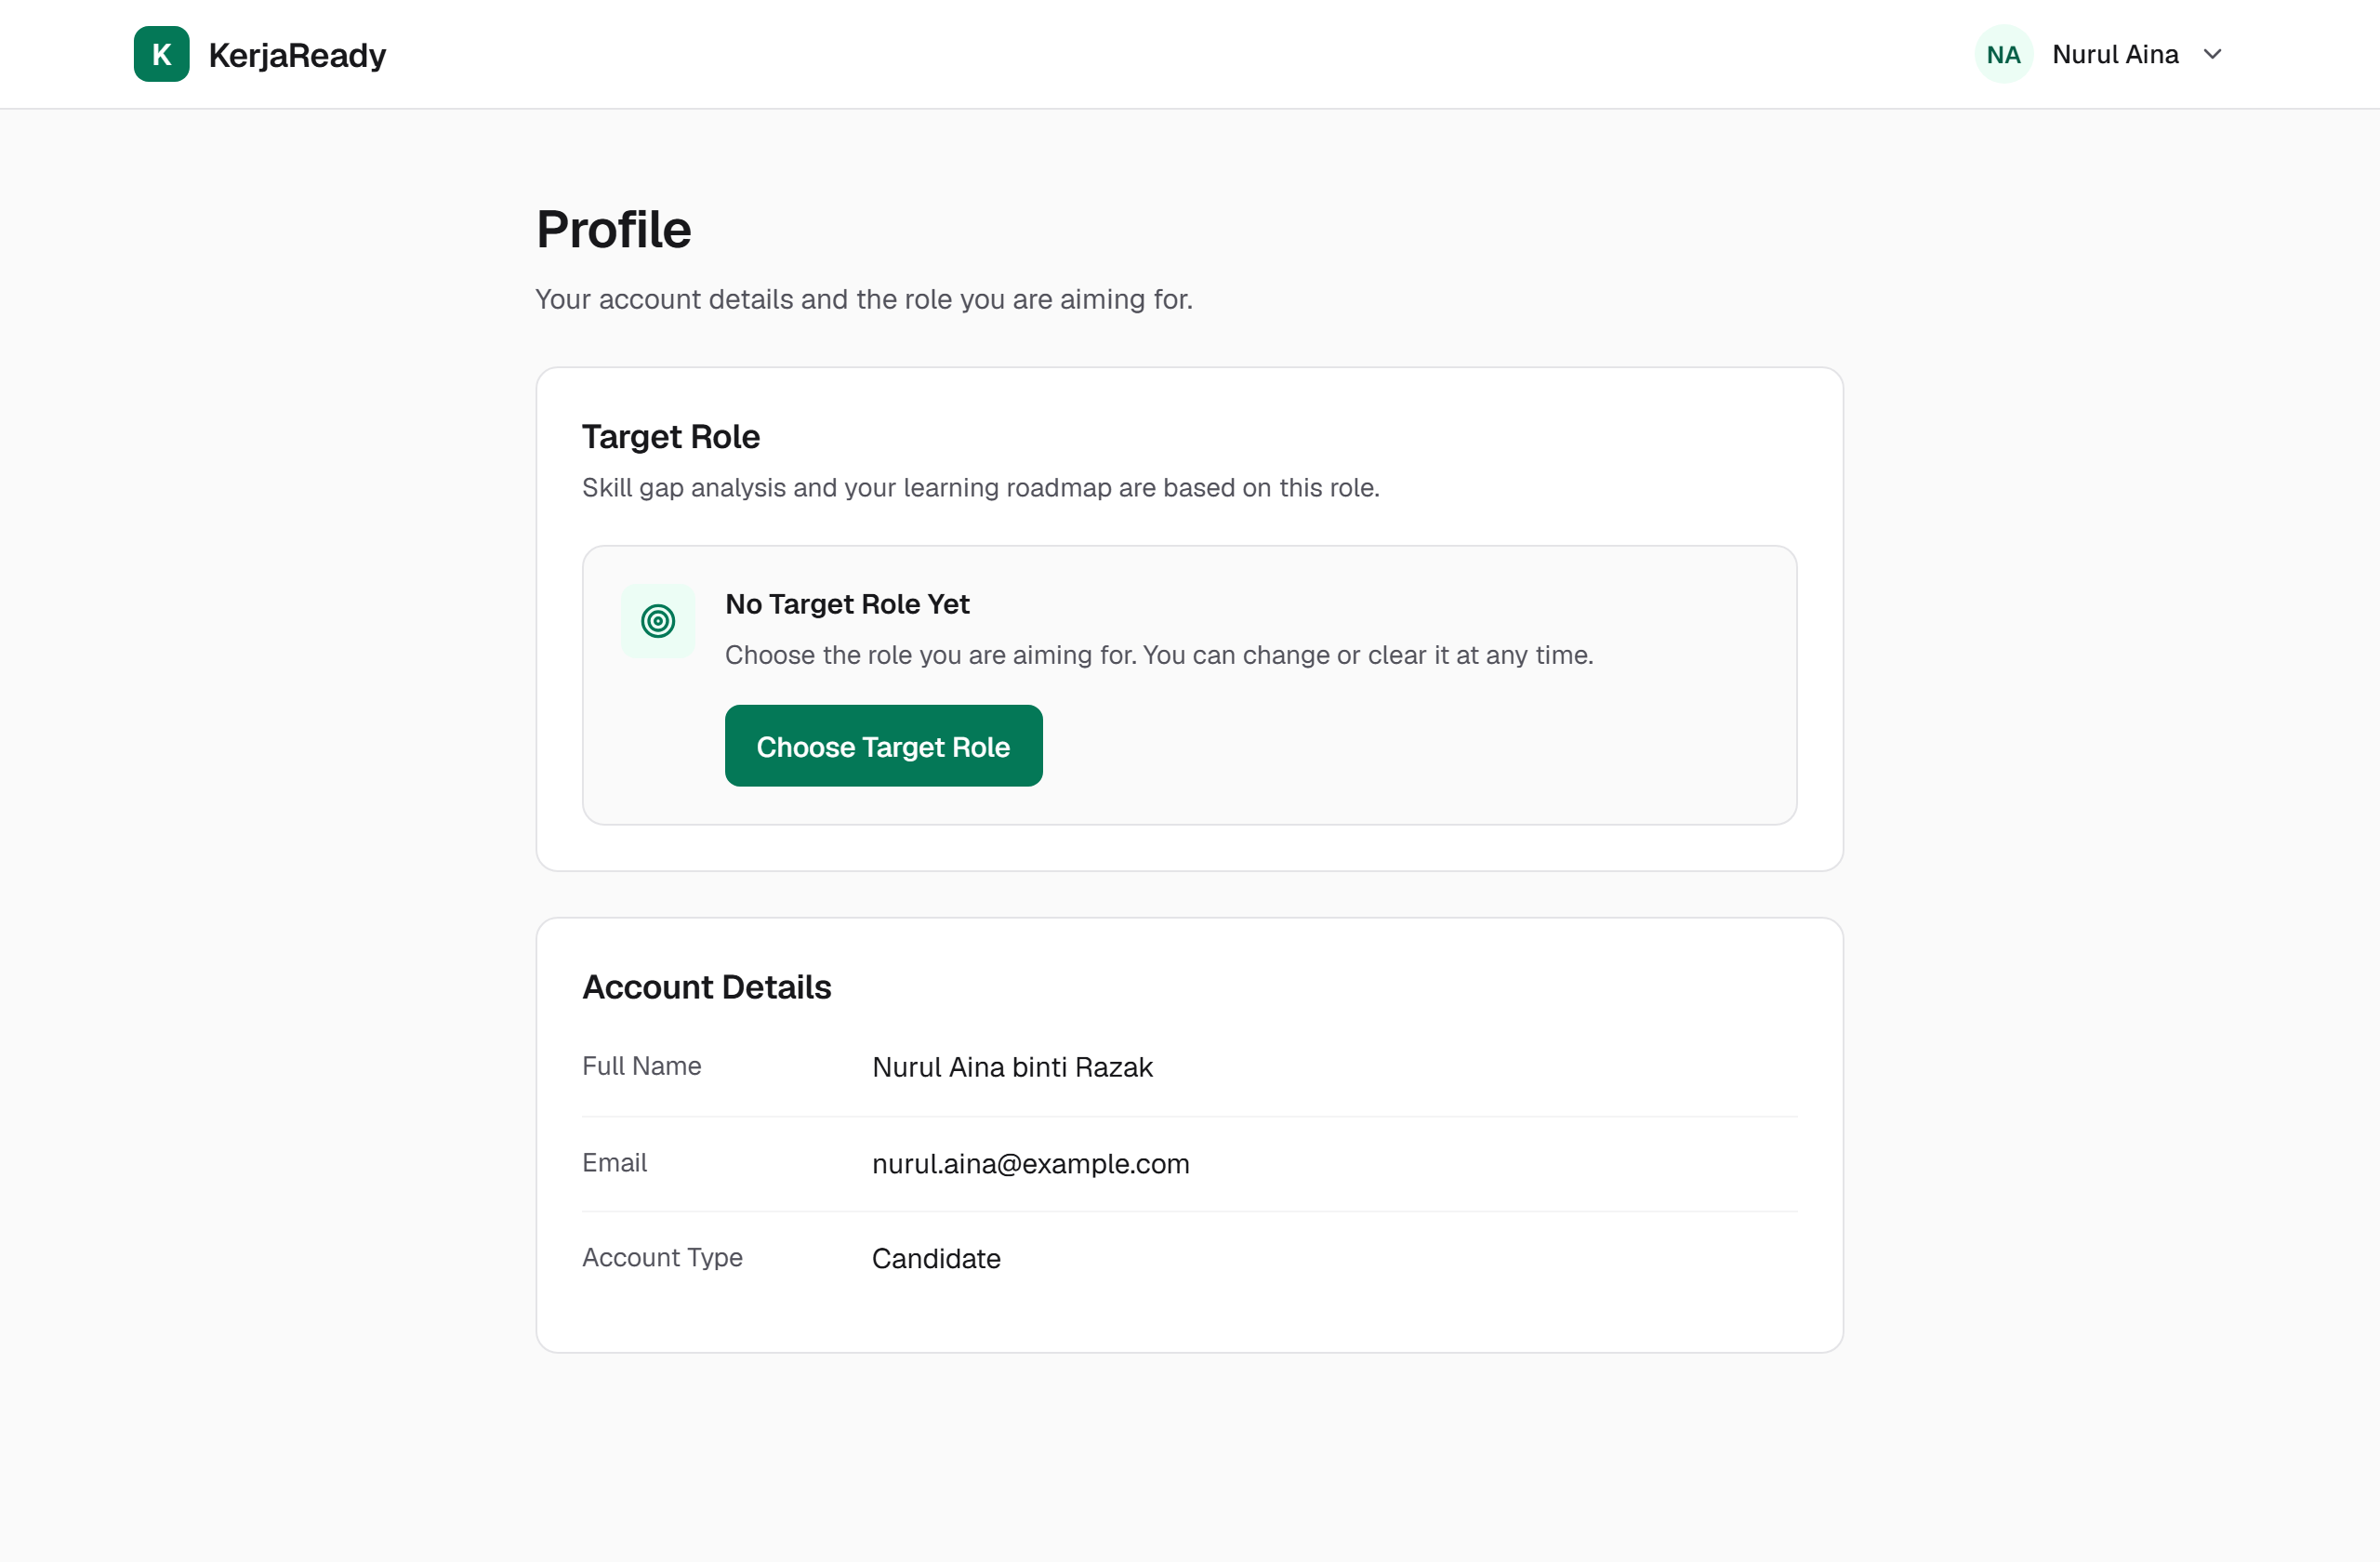 K
KerjaReady
NA
Nurul Aina
Profile
Your account details and the role you are aiming for.
Target Role
Skill gap analysis and your learning roadmap are based on this role.
No Target Role Yet
Choose the role you are aiming for. You can change or clear it at any time.
Choose Target Role
Account Details
Full Name
Nurul Aina binti Razak
Email
nurul.aina@example.com
Account Type
Candidate